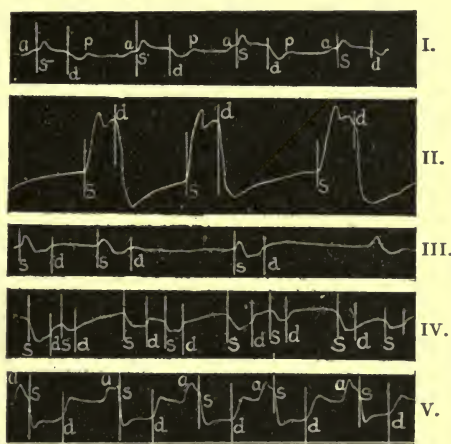 a s d p a s d p a s d p a s d I.
s d s d s d II.
s d s d s d III.
s d s d s d s d s d s d s d s IV.
a s d a s d a s d a s d a s d V.